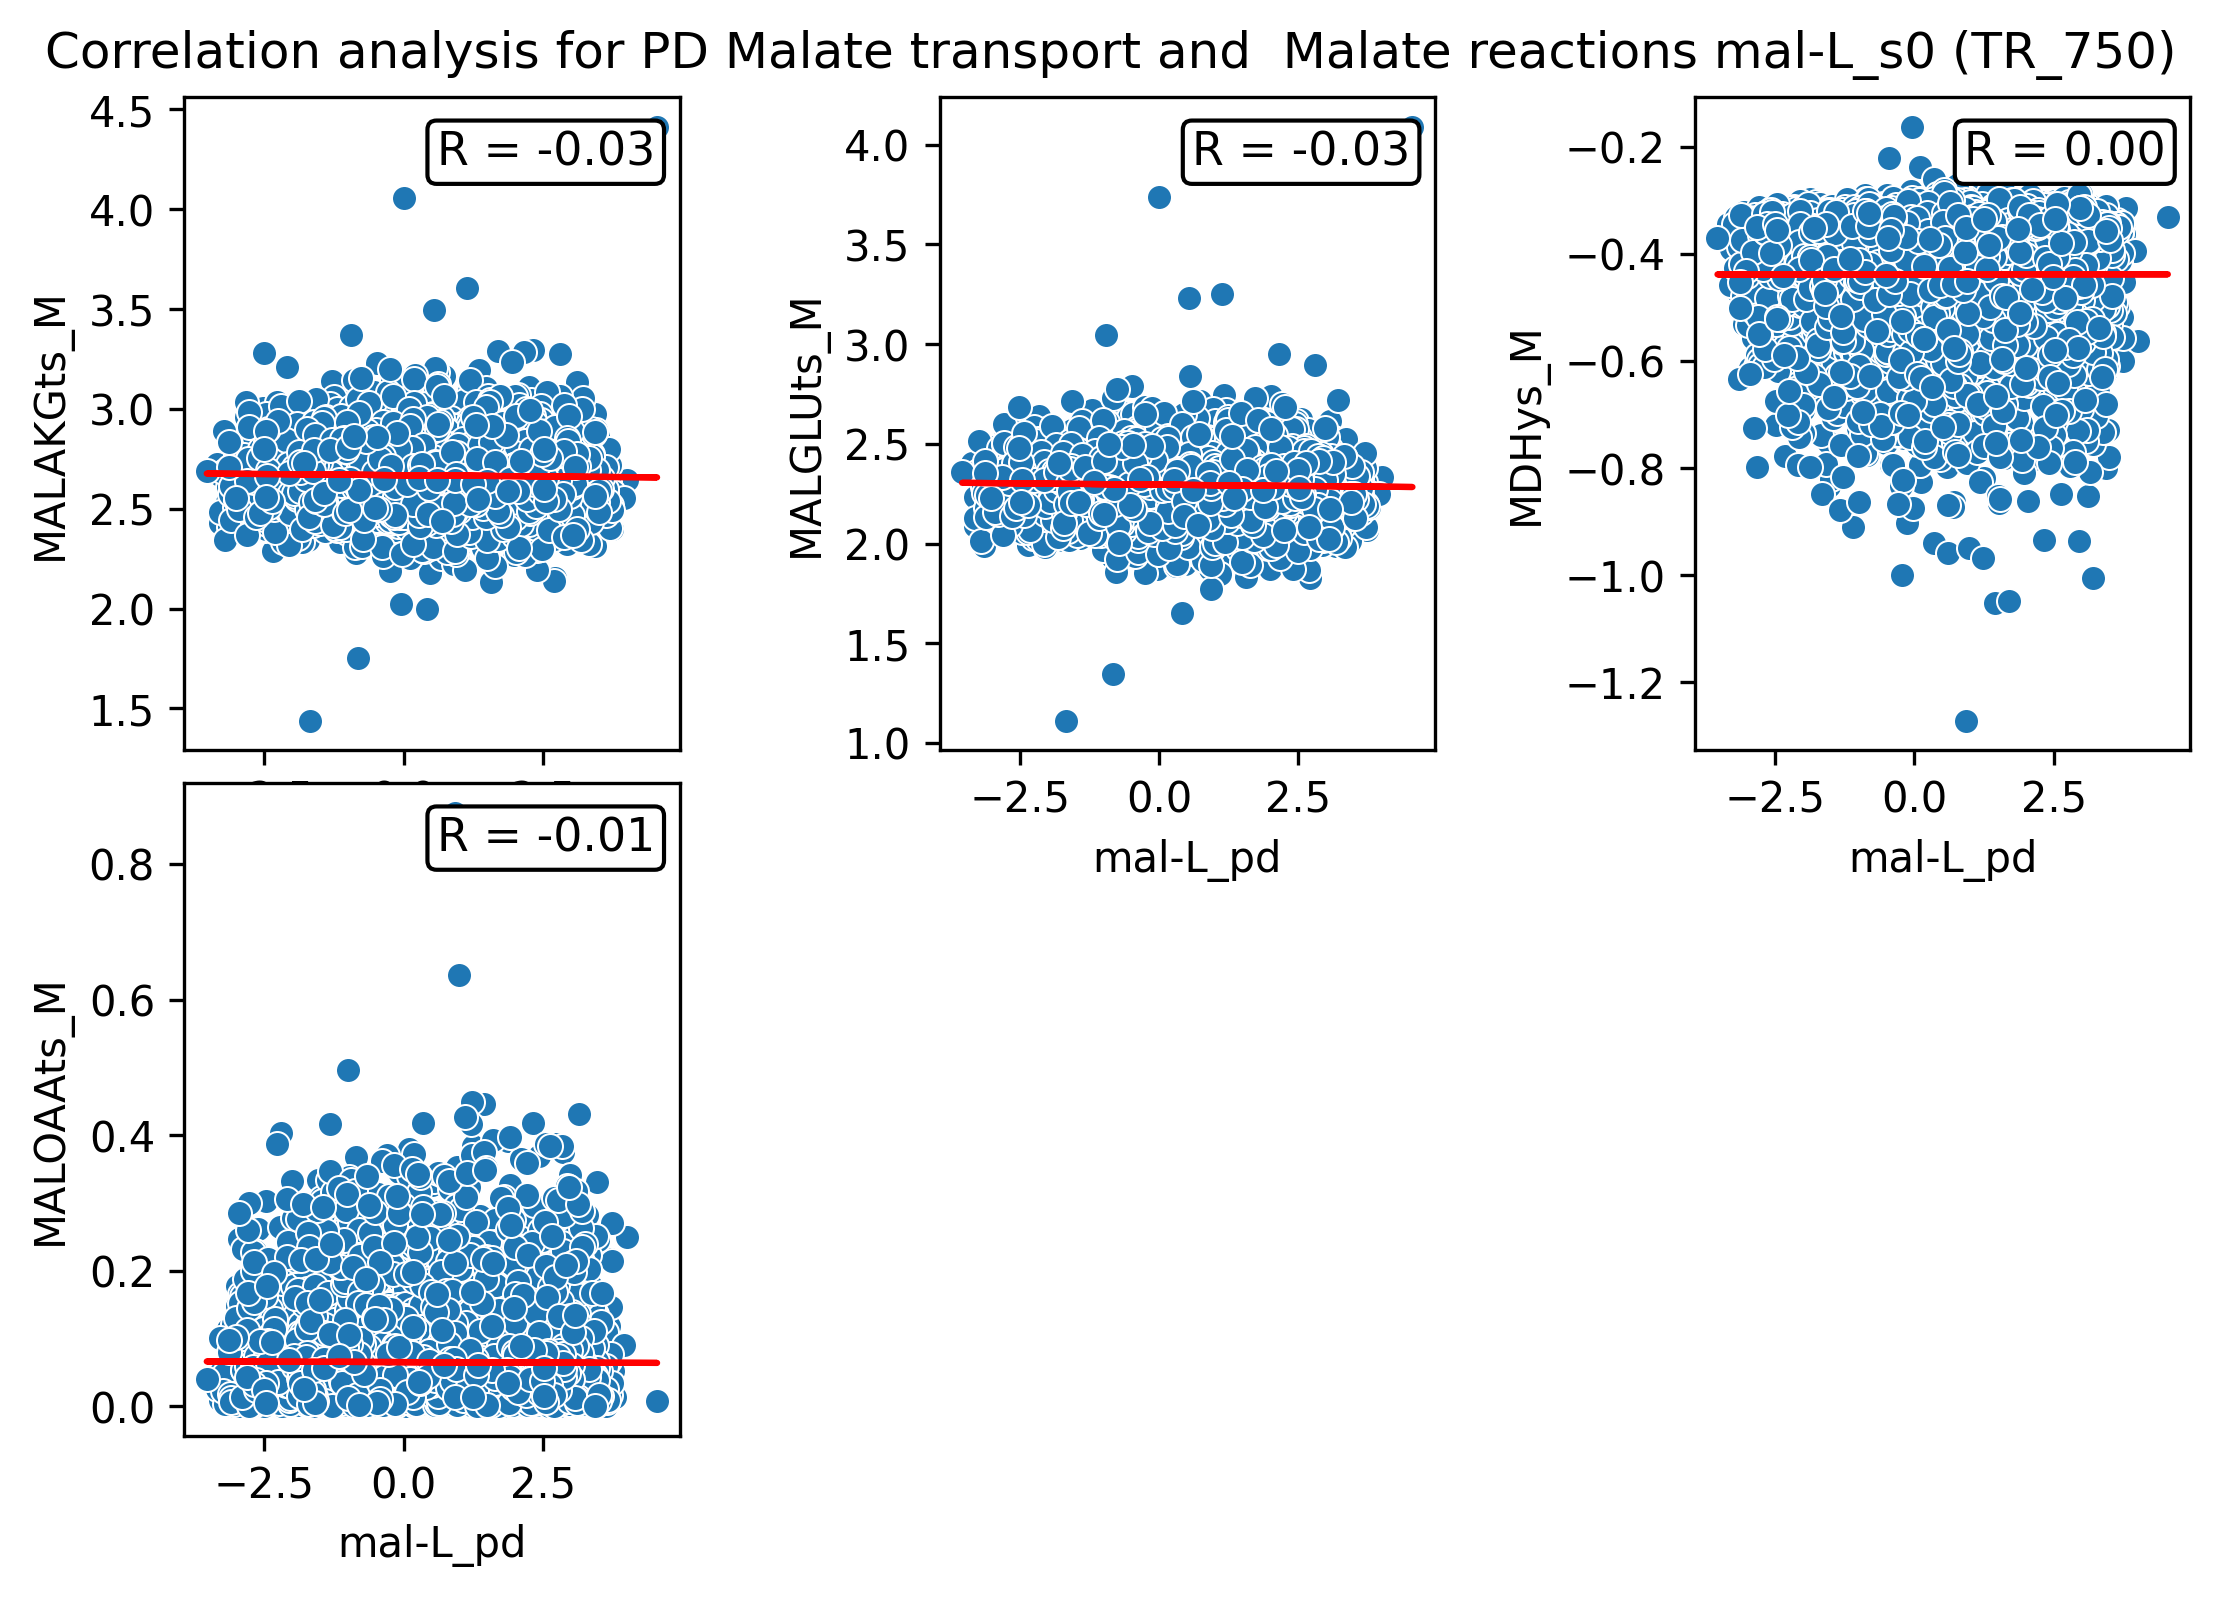 Correlation analysis for PD Malate transport and  Malate reactions mal-L_s0 (TR_750)
MALAKGts_M
4.5
4.0
3.5
3.0
2.5
2.0
1.5
R = -0.03
MALGLUts_M
4.0
3.5
3.0
2.5
2.0
1.5
1.0
R = -0.03
−2.5 0.0 2.5
mal-L_pd
MDHys_M
−0.2
−0.4
−0.6
−0.8
−1.0
−1.2
R = 0.00
−2.5 0.0 2.5
mal-L_pd
MALOAAts_M
0.8
0.6
0.4
0.2
0.0
R = -0.01
−2.5 0.0 2.5
mal-L_pd